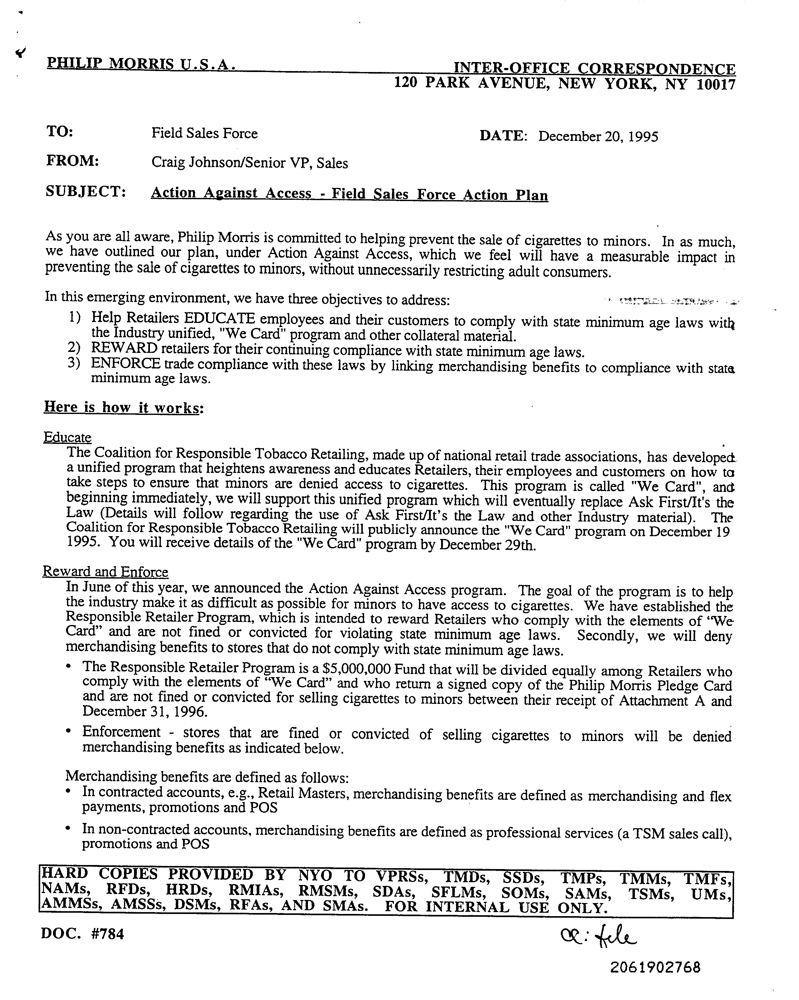 PHILIP MORRIS U.S.A. INTER-OFFICE CORRESPONDENCE
120 PARK AVENUE, NEW YORK, NY 10017
TO: Field Sales Force DATE: December 20, 1995
FROM: Craig Johnson/Senior VP, Sales
SUBJECT: Action Against Access - Field Sales Force Action Plan
As you are all aware, Philip Morris is committed to helping prevent the sale of cigarettes to minors. In as much,
we have outlined our plan, under Action Against Access, which we feel will have a measurable impact in
preventing the sale of cigarettes to minors, without unnecessarily restricting adult consumers.
In this emerging environment, we have three objectives to address:
1) Help Retailers EDUCATE employees and their customers to comply with state minimum age laws with
the Industry unified, "We Card" program and other collateral material.
2) REWARD retailers for their continuing compliance with state minimum age laws.
3) ENFORCE trade compliance with these laws by linking merchandising benefits to compliance with state
minimum age laws.
Here is how it works:
Educate
The Coalition for Responsible Tobacco Retailing, made up of national retail trade associations, has developed
a unified program that heightens awareness and educates Retailers, their employees and customers on how to
take steps to ensure that minors are denied access to cigarettes. This program is called "We Card", and
beginning immediately, we will support this unified program which will eventually replace Ask First/It's the
Law (Details will follow regarding the use of Ask First/It's the Law and other Industry material). The
Coalition for Responsible Tobacco Retailing will publicly announce the "We Card" program on December 19
1995. You will receive details of the "We Card" program by December 29th.
Reward and Enforce
In June of this year, we announced the Action Against Access program. The goal of the program is to help
the industry make it as difficult as possible for minors to have access to cigarettes. We have established the
Responsible Retailer Program, which is intended to reward Retailers who comply with the elements of "We
Card" and are not fined or convicted for violating state minimum age laws. Secondly, we will deny
merchandising benefits to stores that do not comply with state minimum age laws.
• The Responsible Retailer Program is a $5,000,000 Fund that will be divided equally among Retailers who
comply with the elements of "We Card" and who return a signed copy of the Philip Morris Pledge Card
and are not fined or convicted for selling cigarettes to minors between their receipt of Attachment A and
December 31, 1996.
• Enforcement - stores that are fined or convicted of selling cigarettes to minors will be denied
merchandising benefits as indicated below.
Merchandising benefits are defined as follows:
• In contracted accounts, e.g., Retail Masters, merchandising benefits are defined as merchandising and flex
payments, promotions and POS
• In non-contracted accounts, merchandising benefits are defined as professional services (a TSM sales call),
promotions and POS
HARD COPIES PROVIDED BY NYO TO VPRSs, TMDs, SSDs, TMPs, TMMs, TMFs,
NAMs, RFDs, HRDs, RMIAs, RMSMs, SDAs, SFLMs, SOMs, SAMs, TSMs, UMs,
AMMSs, AMSSs, DSMs, RFAs, AND SMAs. FOR INTERNAL USE ONLY.
DOC. #784
file
2061902768